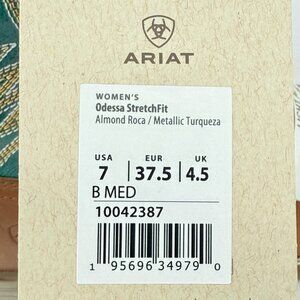 ARIAT
WOMEN'S
Odessa StretchFit
Almond Roca / Metallic Turqueza
USA EUR UK
7 37.5 4.5
B MED
10042387
1 95696 34979 0